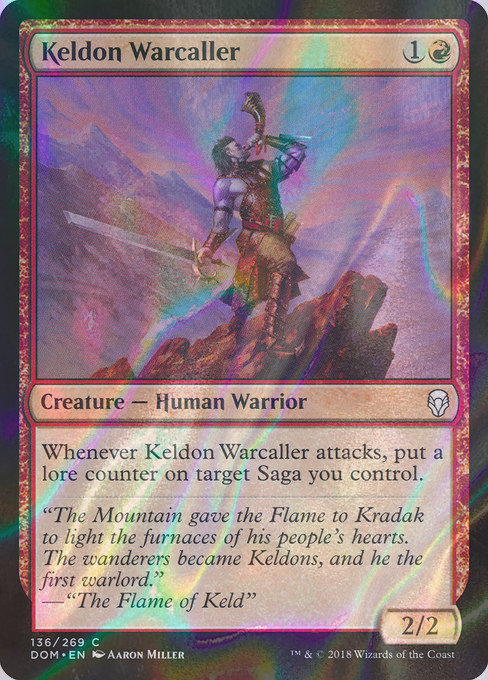 Keldon Warcaller 1
Creature — Human Warrior
Whenever Keldon Warcaller attacks, put a
lore counter on target Saga you control.
“The Mountain gave the Flame to Kradak
to light the furnaces of his people’s hearts.
The wanderers became Keldons, and he the
first warlord.”
—“The Flame of Keld”
2/2
136/269 C
DOM • EN Aaron Miller
™ & © 2018 Wizards of the Coast